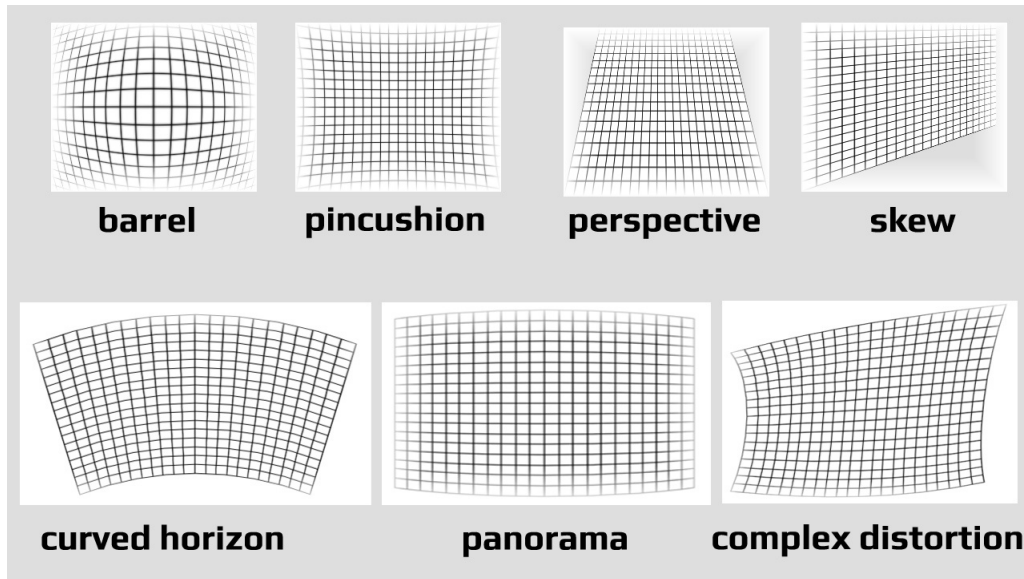 barrel
pincushion
perspective
skew
curved horizon
panorama
complex distortion